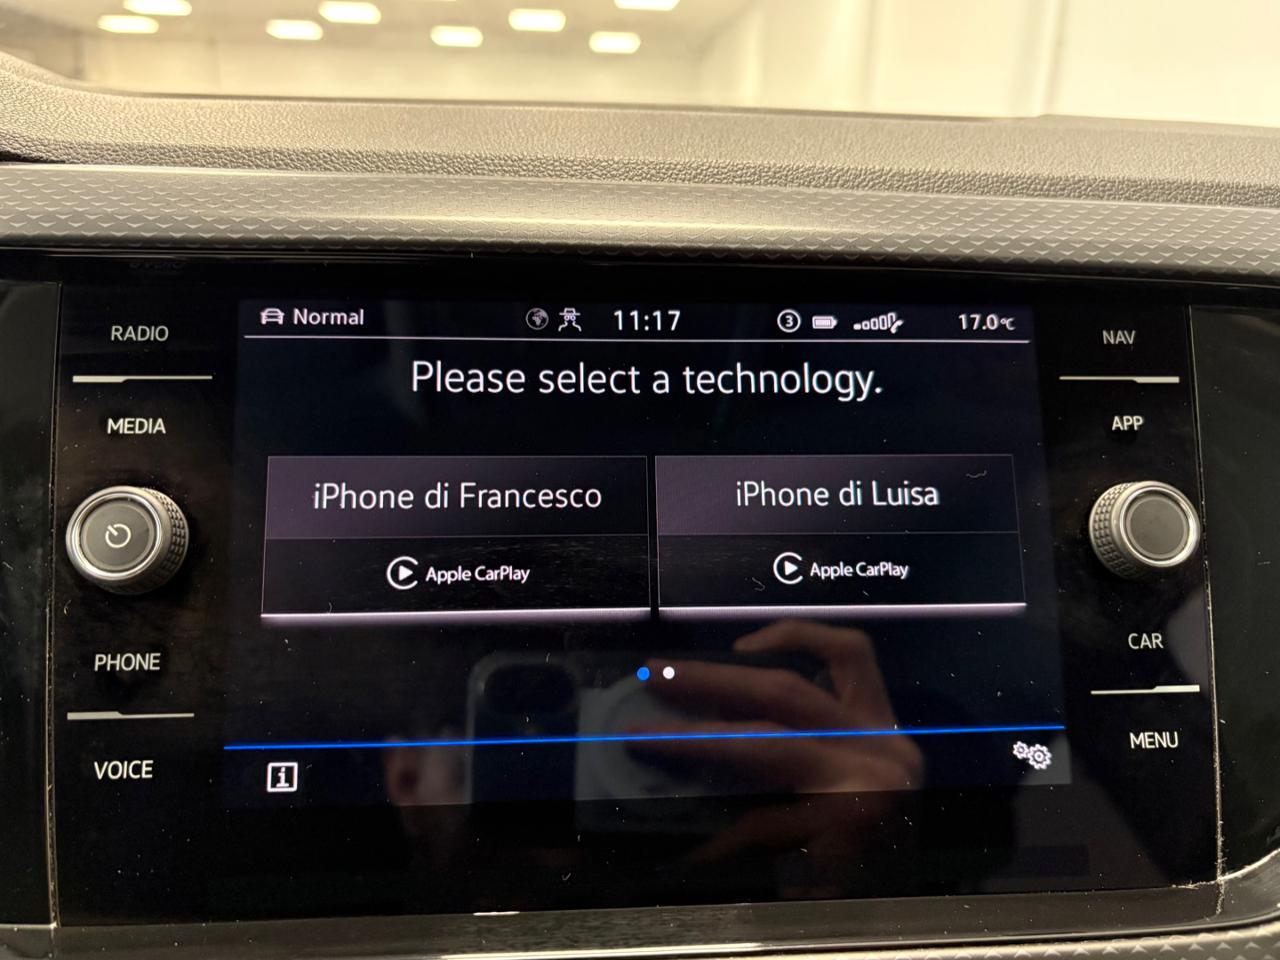 RADIO
MEDIA
PHONE
VOICE
Normal
11:17
3
17.0°C
Please select a technology.
iPhone di Francesco
Apple CarPlay
iPhone di Luisa
Apple CarPlay
i
NAV
APP
CAR
MENU